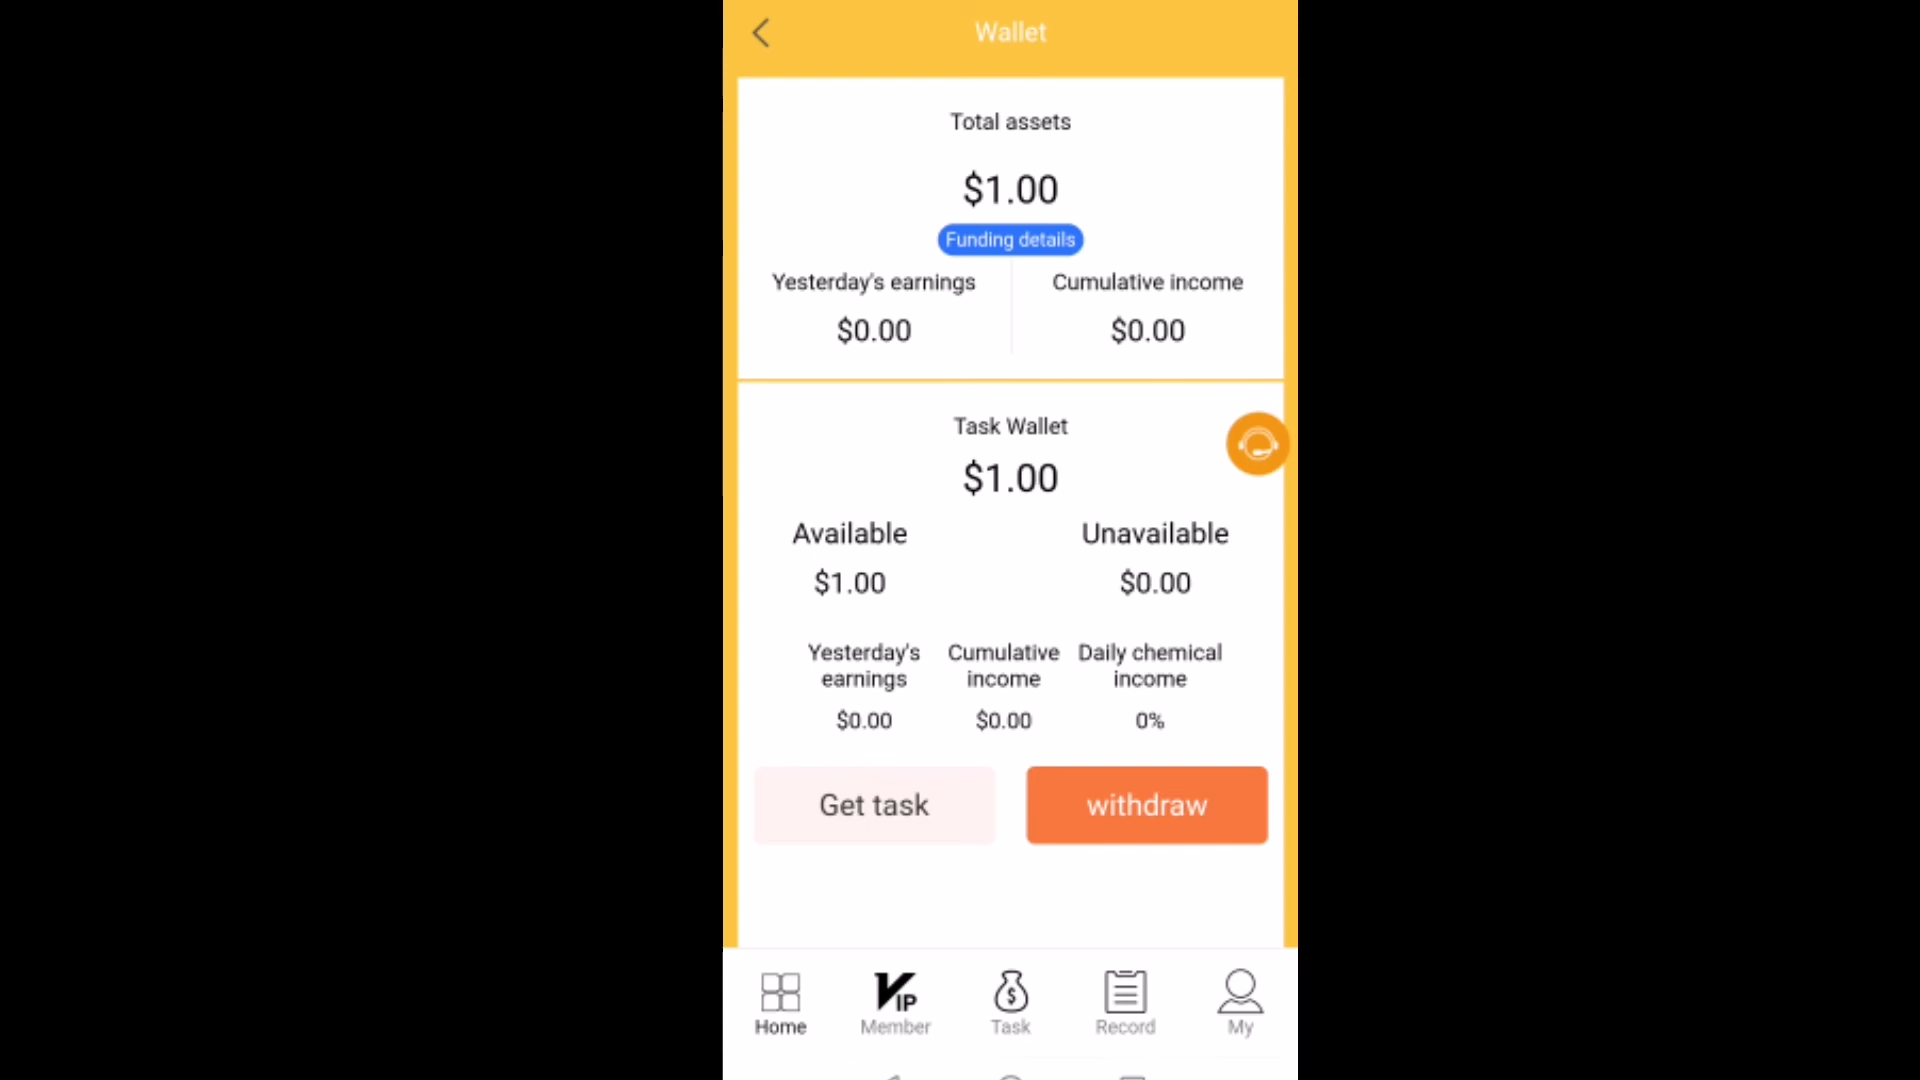 Wallet
Total assets
$1.00
Funding details
Yesterday's earnings
Cumulative income
$0.00
$0.00
Task Wallet
$1.00
Available
Unavailable
$1.00
$0.00
Yesterday's
earnings
Cumulative
income
Daily chemical
income
$0.00
$0.00
0%
Get task
withdraw
VIP
$
Home
Member
Task
Record
My